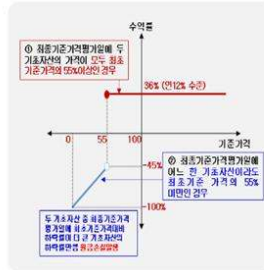 수익률
① 최종기준가격평가일에 두
기초자산의 가격이 모두 최초
기준가격의 55%이상인 경우
36% (연12% 수준)
기준가격
0
55
100
-45%
② 최종기준가격평가일에
어느 한 기초자산이라도
최초기준 가격의 55%
미만인 경우
-100%
두 기초자산 중 최종기준가격
평가일에 최초기준가격대비
하락률이 더 큰 기초자산의
하락률만큼 원금손실발생